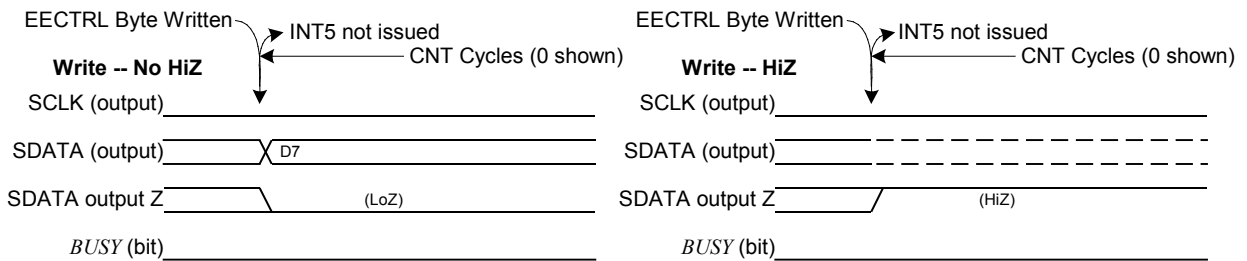 EECTRL Byte Written
INT5 not issued
CNT Cycles (0 shown)
Write -- No HiZ
SCLK (output)
SDATA (output)
D7
SDATA output Z
(LoZ)
BUSY (bit)
EECTRL Byte Written
INT5 not issued
CNT Cycles (0 shown)
Write -- HiZ
SCLK (output)
SDATA (output)
SDATA output Z
(HiZ)
BUSY (bit)